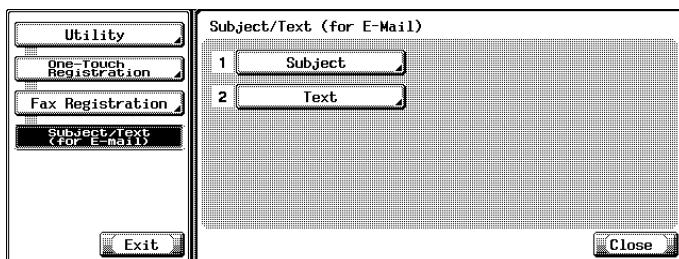 Utility
One-Touch
Registration
Fax Registration
Subject/Text
(for E-mail)
Exit
Subject/Text (for E-Mail)
1 Subject
2 Text
Close